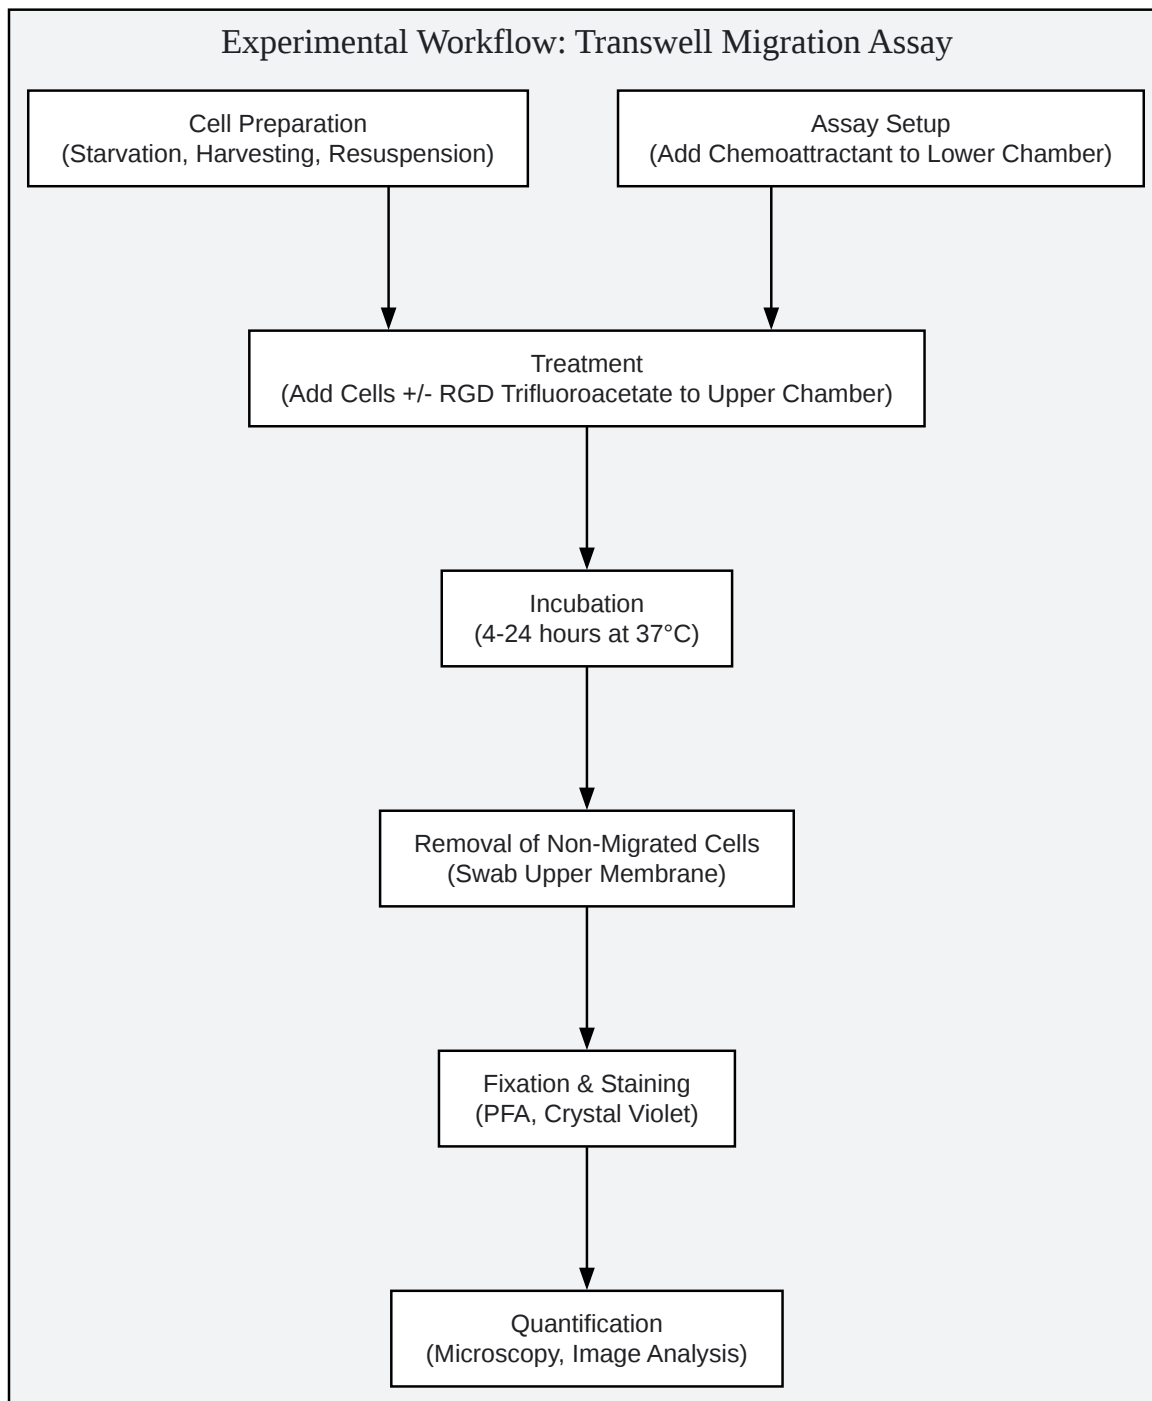 Experimental Workflow: Transwell Migration Assay
Cell Preparation
(Starvation, Harvesting, Resuspension)
Assay Setup
(Add Chemoattractant to Lower Chamber)
Treatment
(Add Cells +/- RGD Trifluoroacetate to Upper Chamber)
Incubation
(4-24 hours at 37°C)
Removal of Non-Migrated Cells
(Swab Upper Membrane)
Fixation & Staining
(PFA, Crystal Violet)
Quantification
(Microscopy, Image Analysis)